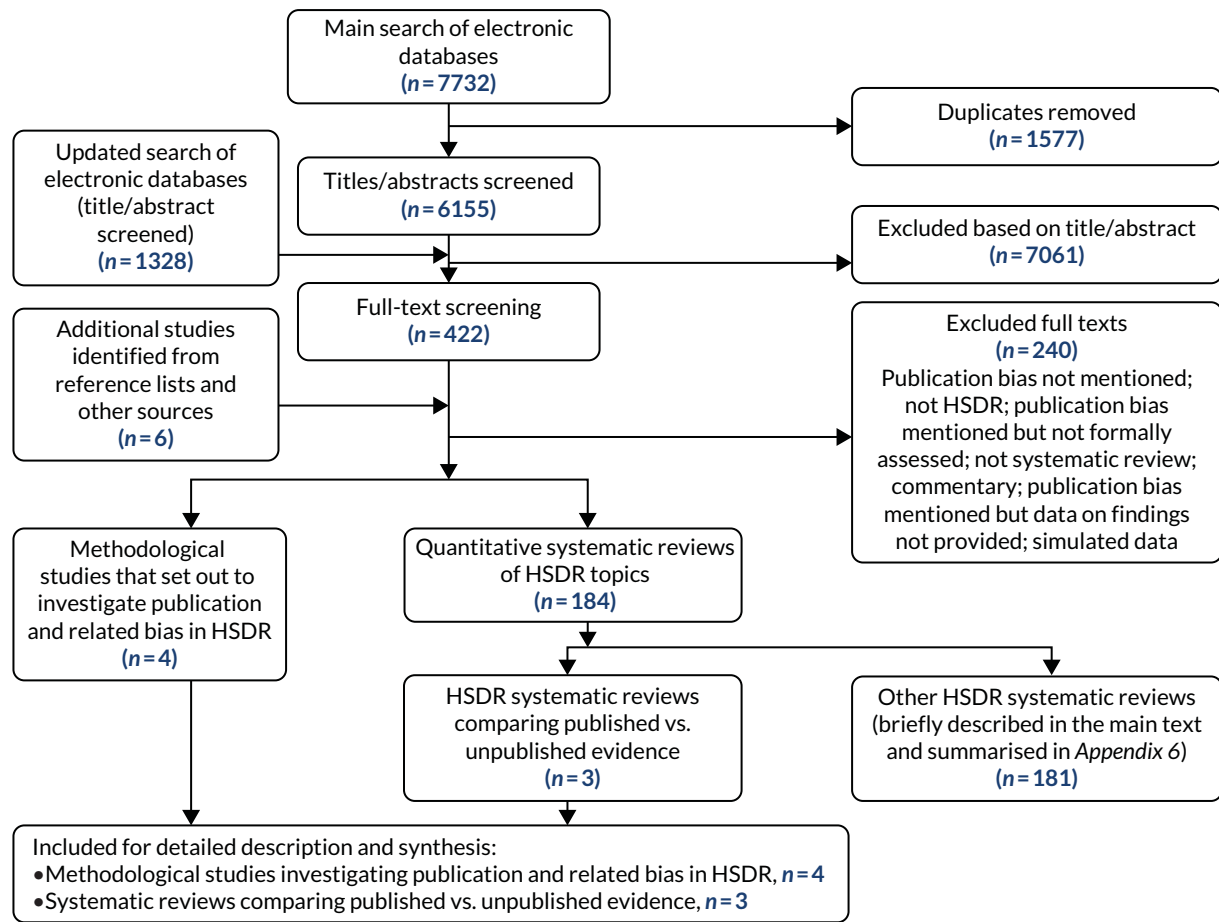 Main search of electronic
databases
(n = 7732)
Duplicates removed
(n = 1577)
Updated search of
electronic databases
(title/abstract
screened)
(n = 1328)
Titles/abstracts screened
(n = 6155)
Excluded based on title/abstract
(n = 7061)
Full-text screening
(n = 422)
Additional studies
identified from
reference lists and
other sources
(n = 6)
Excluded full texts
(n = 240)
Publication bias not mentioned;
not HSDR; publication bias
mentioned but not formally
assessed; not systematic review;
commentary; publication bias
mentioned but data on findings
not provided; simulated data
Methodological
studies that set out to
investigate publication
and related bias in HSDR
(n = 4)
Quantitative systematic reviews
of HSDR topics
(n = 184)
HSDR systematic reviews
comparing published vs.
unpublished evidence
(n = 3)
Other HSDR systematic reviews
(briefly described in the main text
and summarised in Appendix 6)
(n = 181)
Included for detailed description and synthesis:
•Methodological studies investigating publication and related bias in HSDR, n = 4
•Systematic reviews comparing published vs. unpublished evidence, n = 3